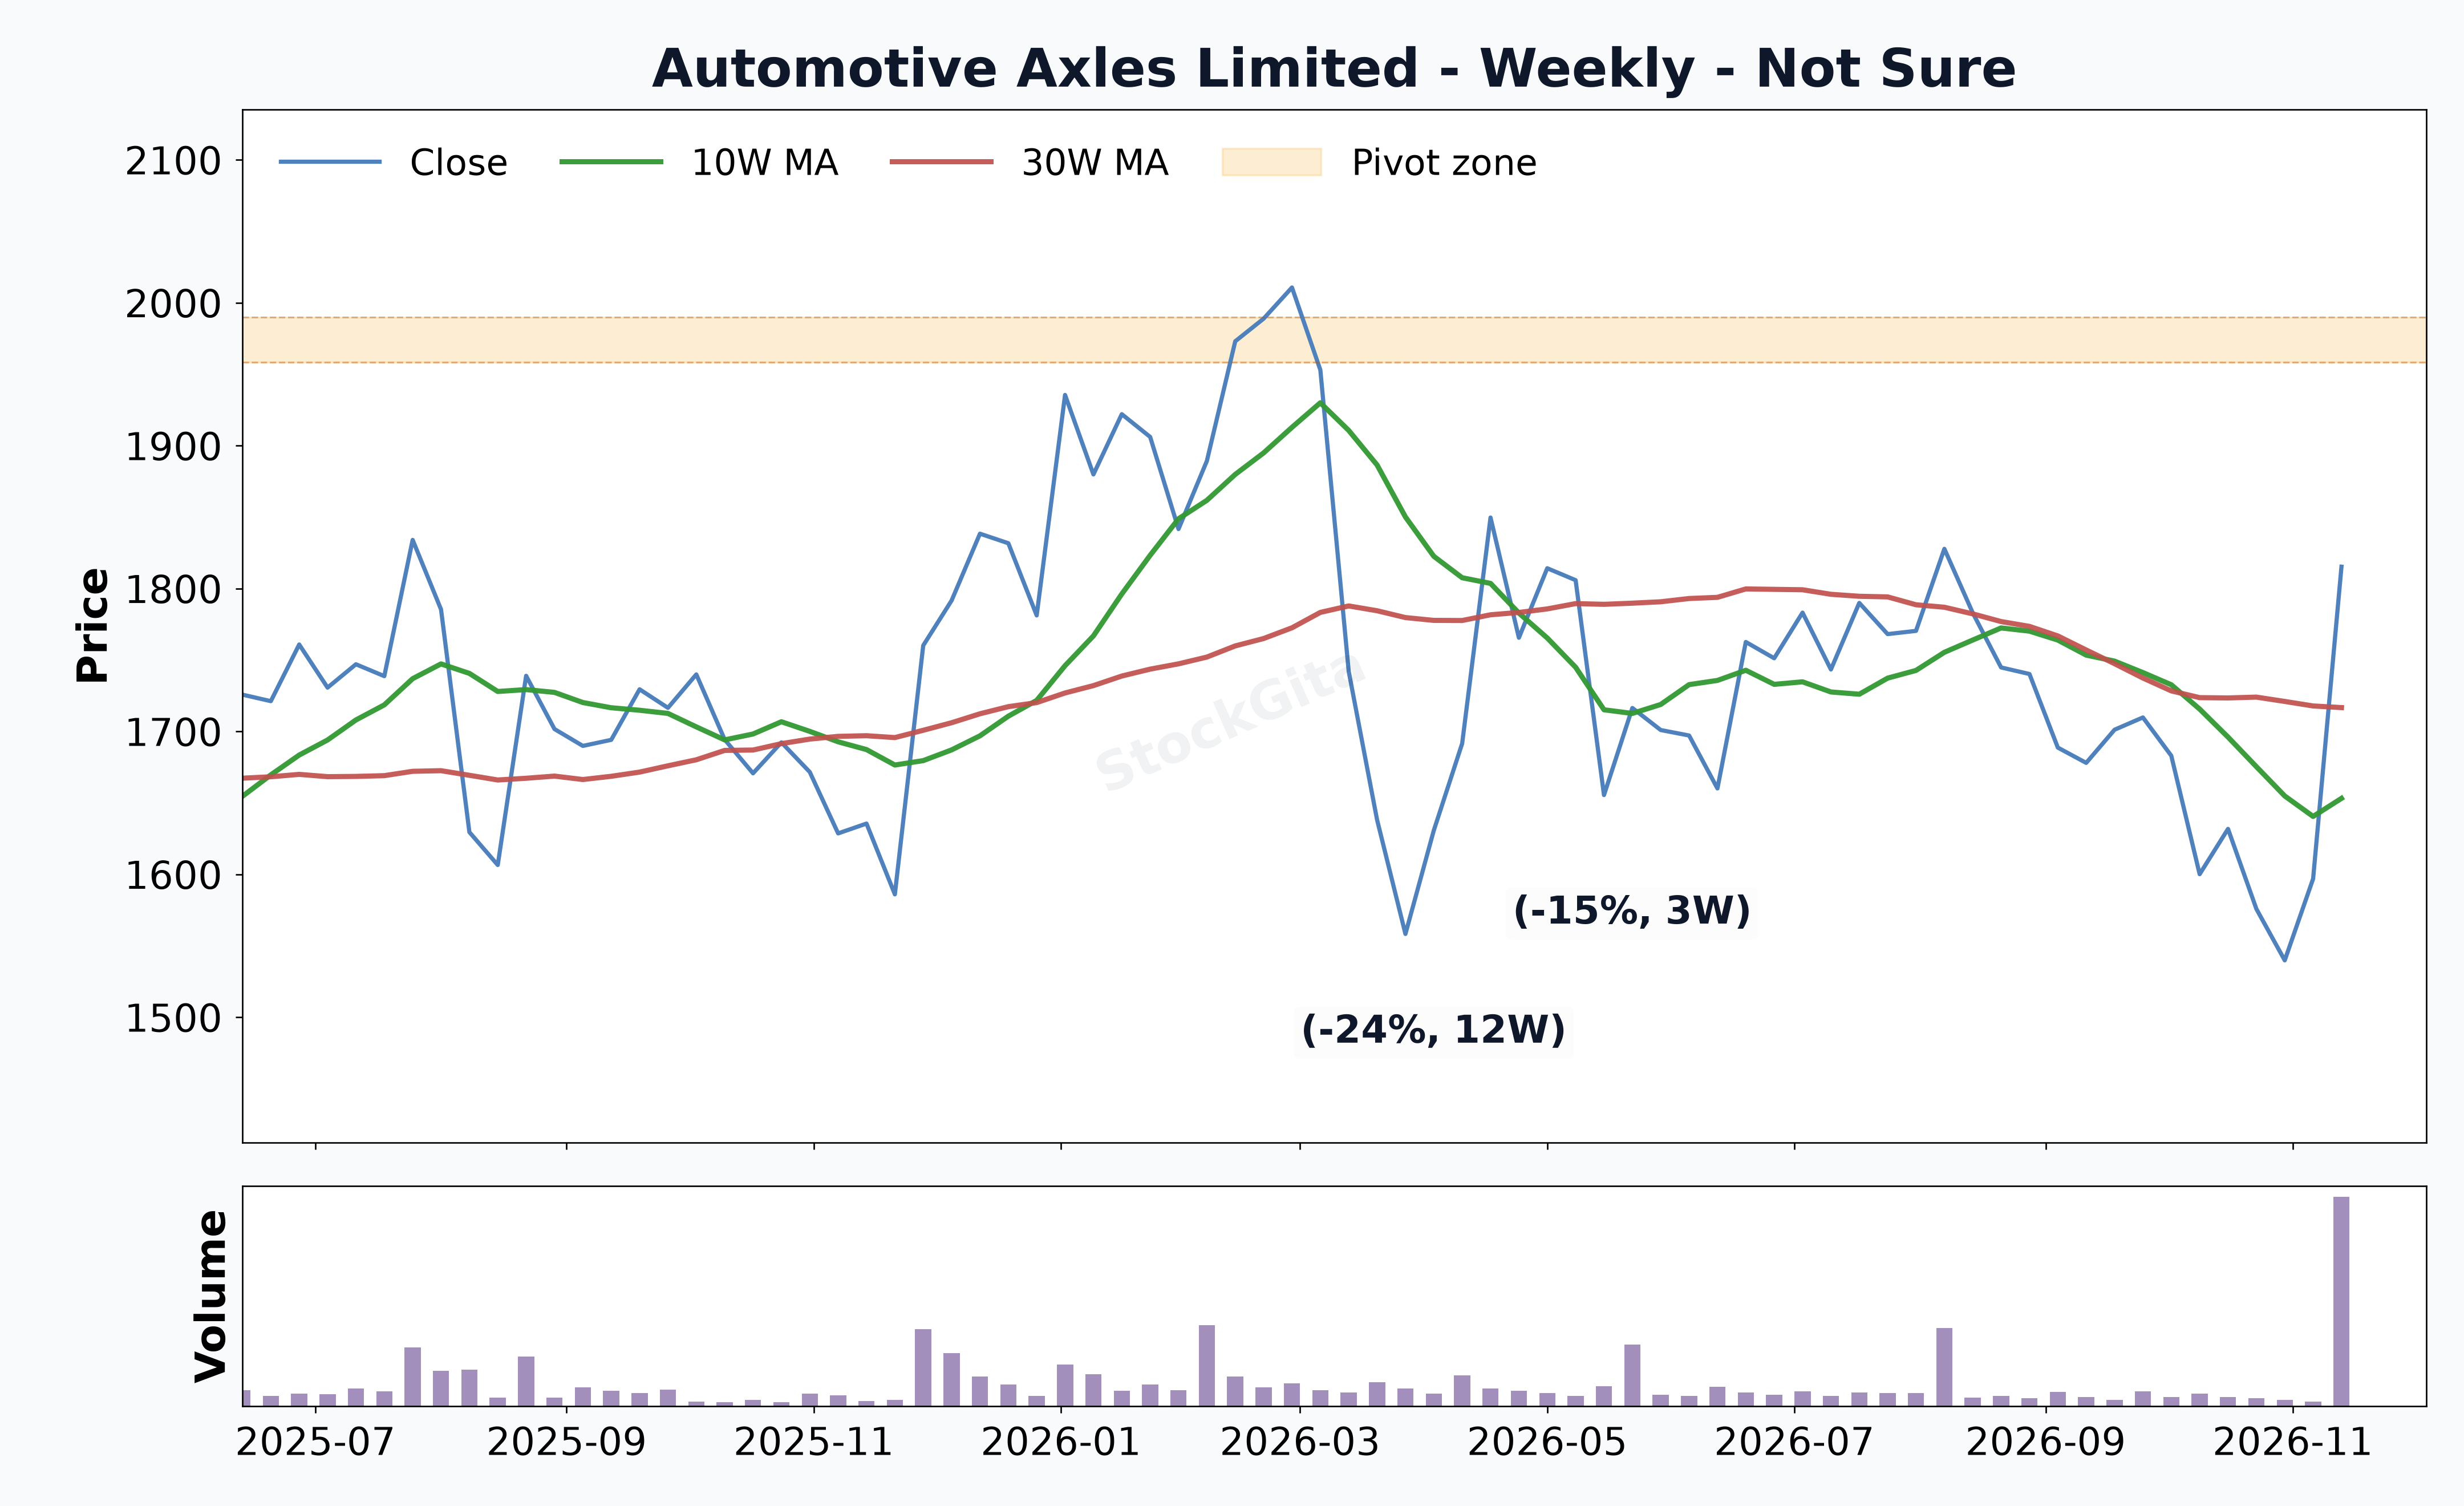 Automotive Axles Limited - Weekly - Not Sure
Close
10W MA
30W MA
Pivot zone
Price
2100
2000
1900
1800
1700
1600
1500
StockGita
(-15%, 3W)
(-24%, 12W)
Volume
2025-07
2025-09
2025-11
2026-01
2026-03
2026-05
2026-07
2026-09
2026-11